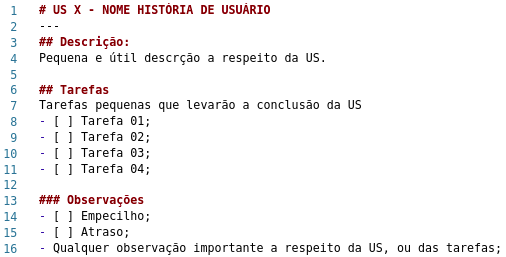 1 # US X - NOME HISTÓRIA DE USUÁRIO
2 ---
3 ## Descrição:
4 Pequena e útil descrção a respeito da US.
5
6 ## Tarefas
7 Tarefas pequenas que levarão a conclusão da US
8 - [ ] Tarefa 01;
9 - [ ] Tarefa 02;
10 - [ ] Tarefa 03;
11 - [ ] Tarefa 04;
12
13 ### Observações
14 - [ ] Empecilho;
15 - [ ] Atraso;
16 - Qualquer observação importante a respeito da US, ou das tarefas;